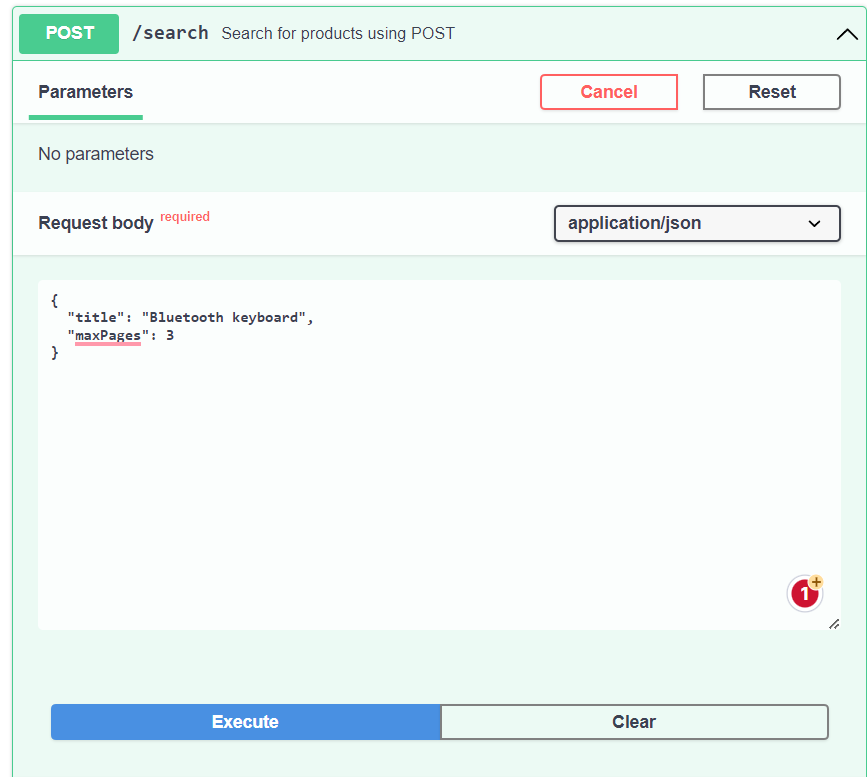 POST /search Search for products using POST
Parameters Cancel Reset
No parameters
Request body required application/json
{
  "title": "Bluetooth keyboard",
  "maxPages": 3
}
1+
Execute Clear